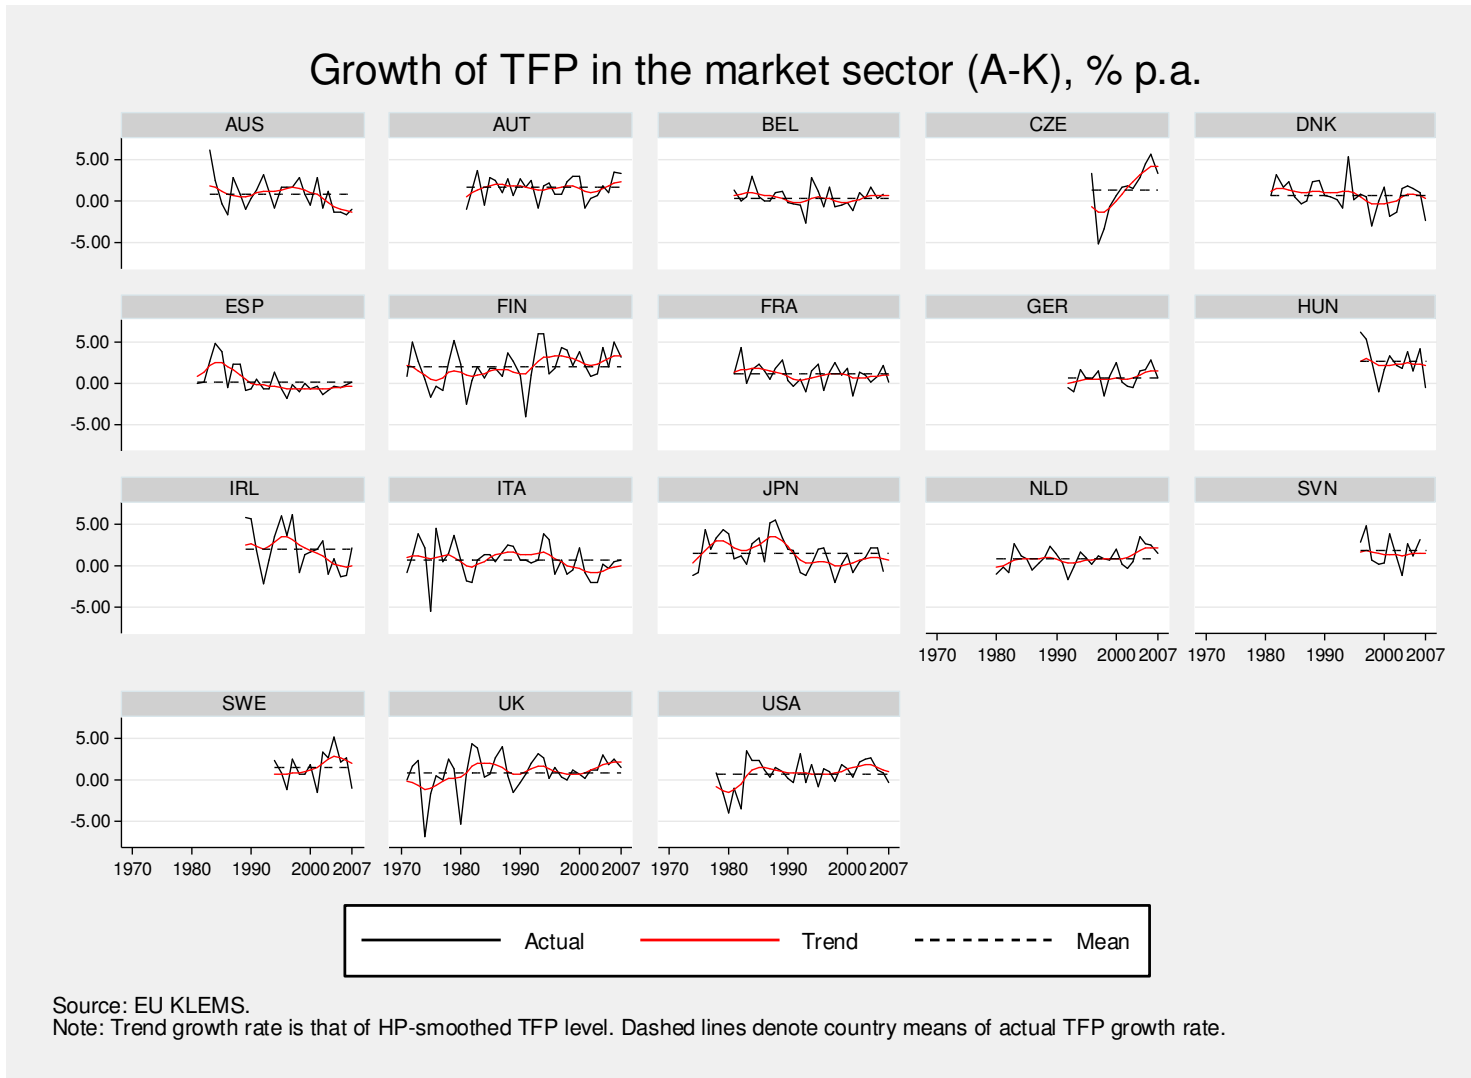 Growth of TFP in the market sector (A-K), % p.a.
AUS AUT BEL CZE DNK
5.00
0.00
-5.00
ESP FIN FRA GER HUN
5.00
0.00
-5.00
IRL ITA JPN NLD SVN
5.00
0.00
-5.00
1970 1980 1990 2000 2007 1970 1980 1990 2000 2007
SWE UK USA
5.00
0.00
-5.00
1970 1980 1990 2000 2007 1970 1980 1990 2000 2007 1970 1980 1990 2000 2007
Actual Trend Mean
Source: EU KLEMS.
Note: Trend growth rate is that of HP-smoothed TFP level. Dashed lines denote country means of actual TFP growth rate.